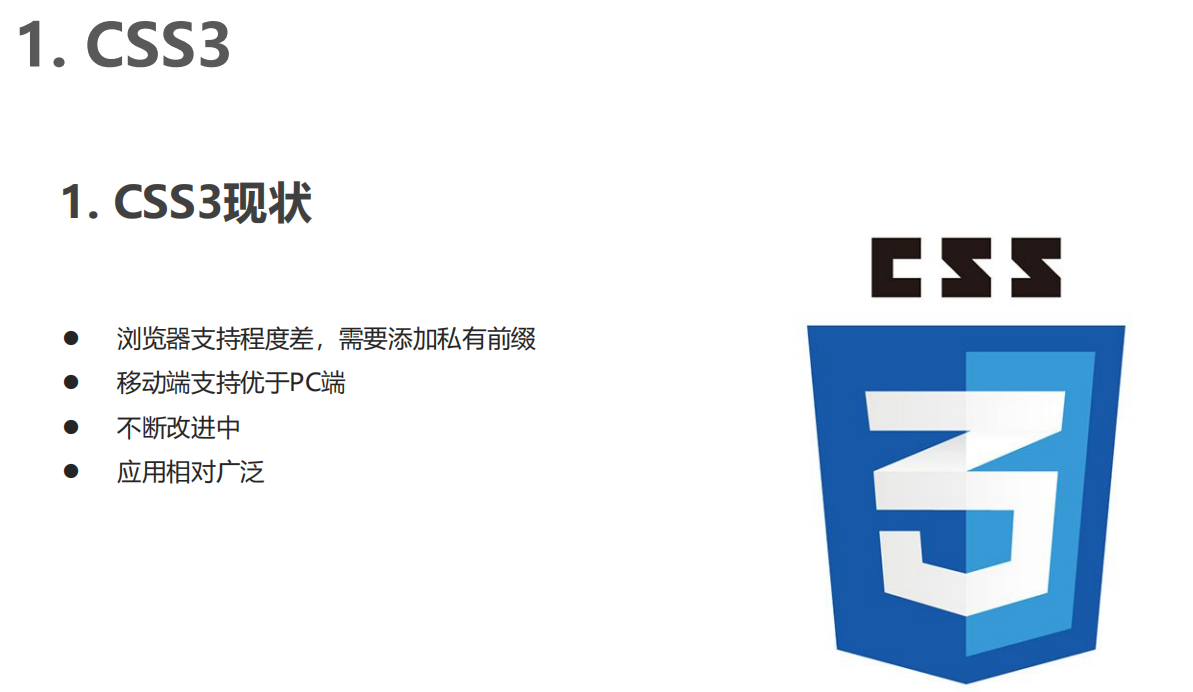 1. CSS3
1. CSS3现状
● 浏览器支持程度差，需要添加私有前缀
● 移动端支持优于PC端
● 不断改进中
● 应用相对广泛
CSS
3